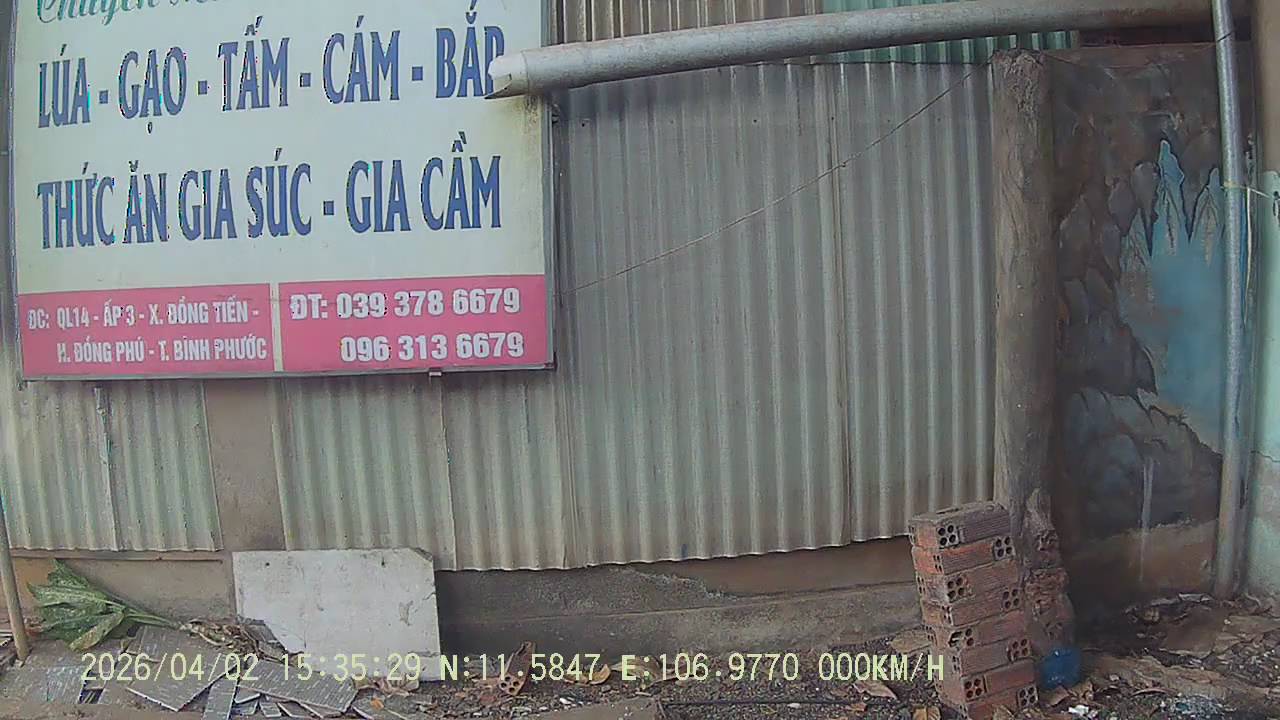 Chuyên
LÚA - GẠO - TẤM - CÁM - BẮP
THỨC ĂN GIA SÚC - GIA CẦM
ĐC: QL14 - ẤP 3 - X. ĐỒNG TIẾN -
H. ĐỒNG PHÚ - T. BÌNH PHƯỚC
ĐT: 039 378 6679
096 313 6679
2026/04/02 15:35:29 N:11.5847 E:106.9770 000KM/H